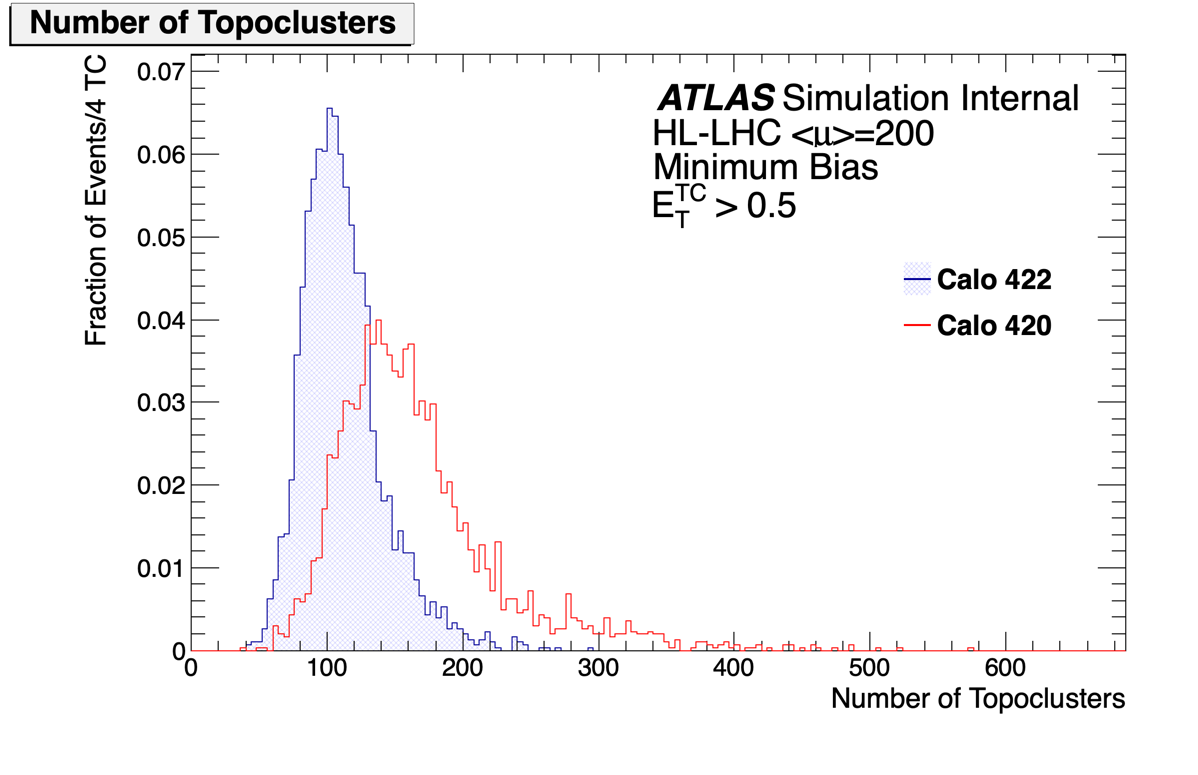 Number of Topoclusters
Fraction of Events/4 TC
0.07
0.06
0.05
0.04
0.03
0.02
0.01
0
ATLAS Simulation Internal
HL-LHC <μ>=200
Minimum Bias
E_T^TC > 0.5
Calo 422
Calo 420
0 100 200 300 400 500 600
Number of Topoclusters